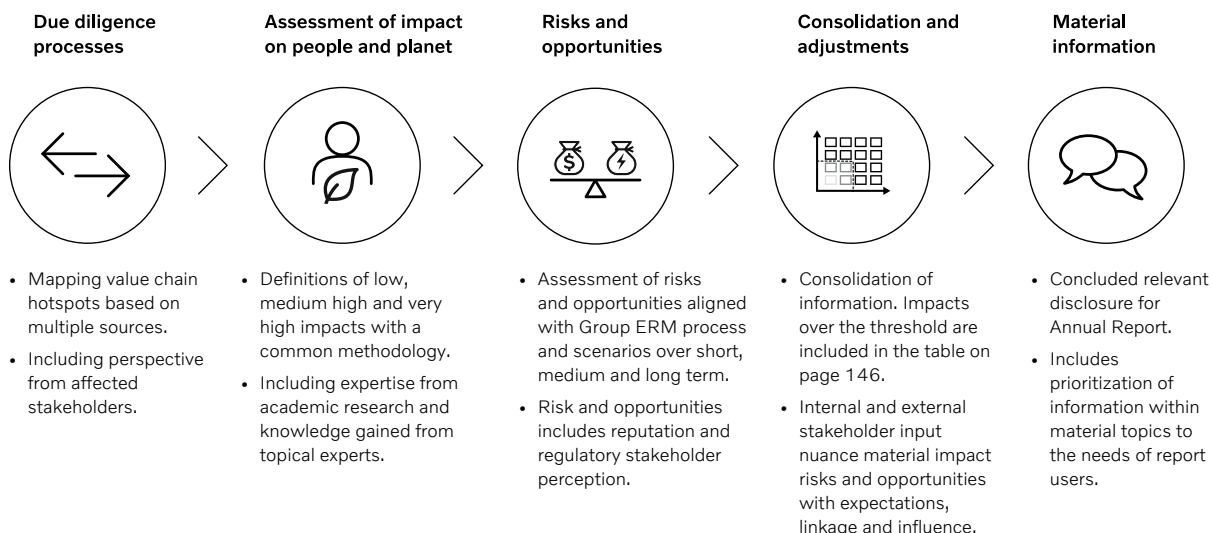 Due diligence
processes
Assessment of impact
on people and planet
Risks and
opportunities
Consolidation and
adjustments
Material
information
$
• Mapping value chain
hotspots based on
multiple sources.
• Including perspective
from affected
stakeholders.
• Definitions of low,
medium high and very
high impacts with a
common methodology.
• Including expertise from
academic research and
knowledge gained from
topical experts.
• Assessment of risks
and opportunities aligned
with Group ERM process
and scenarios over short,
medium and long term.
• Risk and opportunities
includes reputation and
regulatory stakeholder
perception.
• Consolidation of
information. Impacts
over the threshold are
included in the table on
page 146.
• Internal and external
stakeholder input
nuance material impact
risks and opportunities
with expectations,
linkage and influence.
• Concluded relevant
disclosure for
Annual Report.
• Includes
prioritization of
information within
material topics to
the needs of report
users.